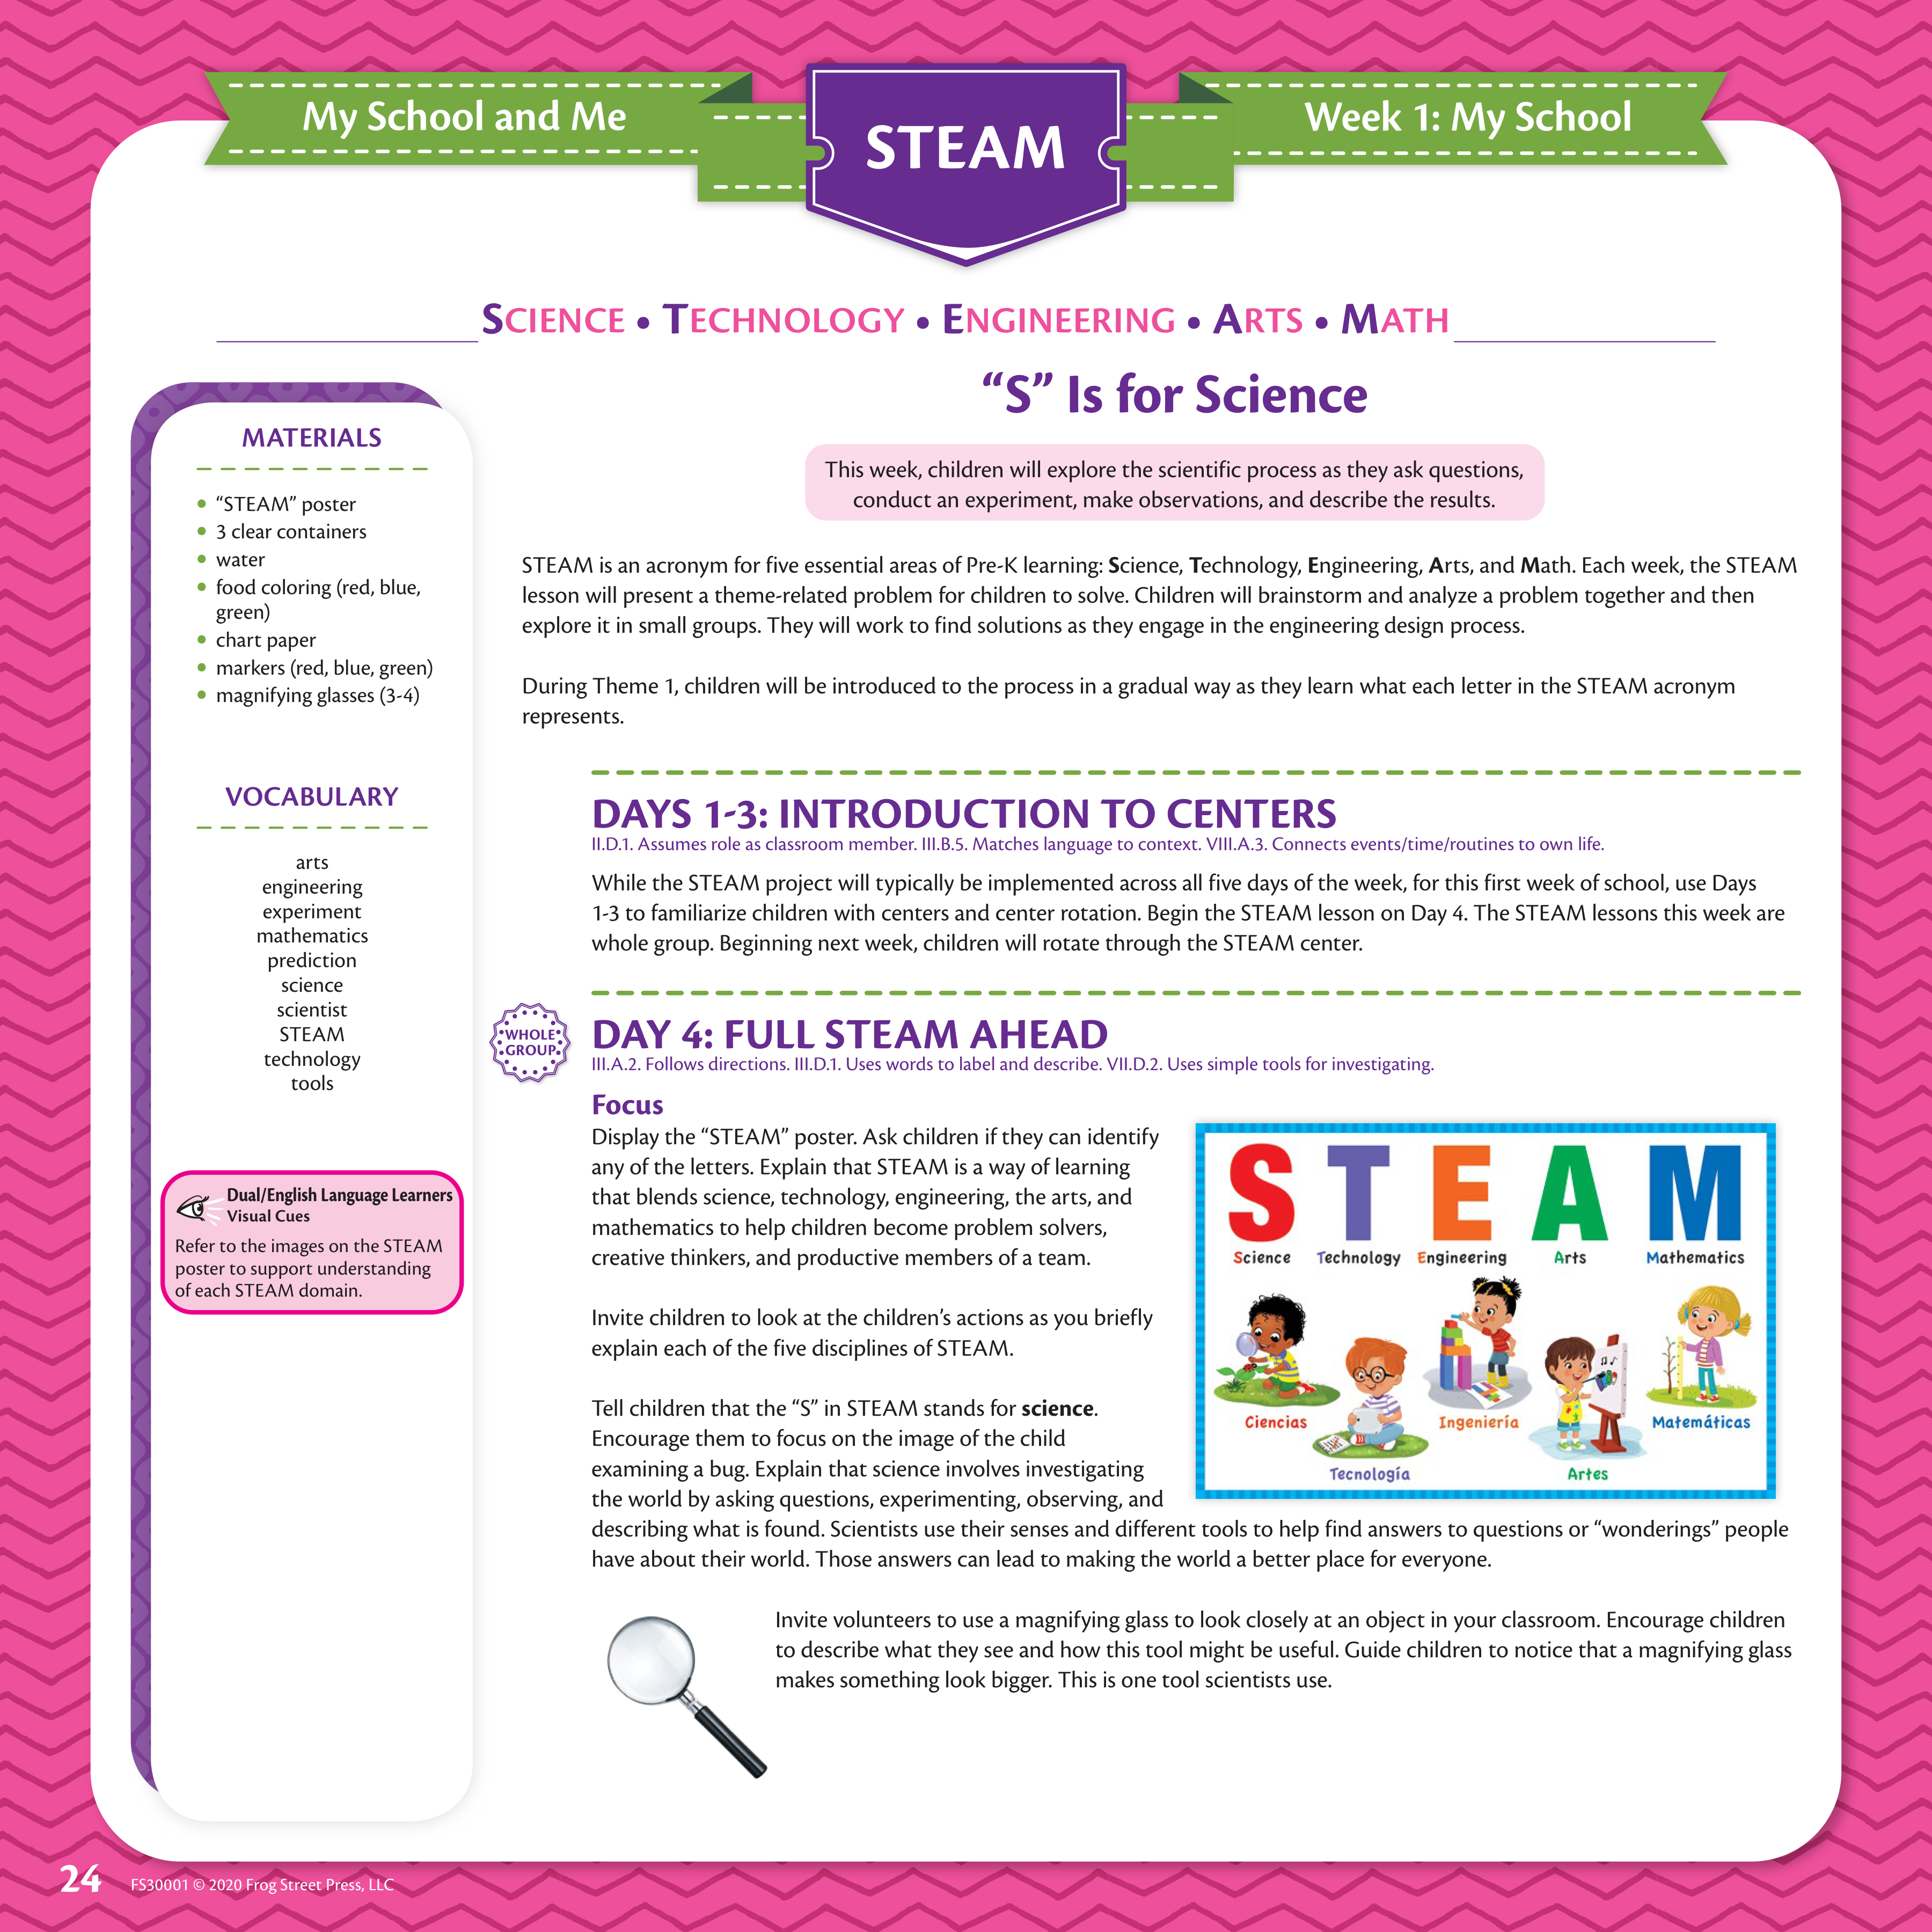 My School and Me
STEAM
Week 1: My School
SCIENCE • TECHNOLOGY • ENGINEERING • ARTS • MATH
“S” Is for Science
This week, children will explore the scientific process as they ask questions,
conduct an experiment, make observations, and describe the results.
MATERIALS
• “STEAM” poster
• 3 clear containers
• water
• food coloring (red, blue,
green)
• chart paper
• markers (red, blue, green)
• magnifying glasses (3-4)
VOCABULARY
arts
engineering
experiment
mathematics
prediction
science
scientist
STEAM
technology
tools
Dual/English Language Learners
Visual Cues
Refer to the images on the STEAM
poster to support understanding
of each STEAM domain.
STEAM is an acronym for five essential areas of Pre-K learning: Science, Technology, Engineering, Arts, and Math. Each week, the STEAM
lesson will present a theme-related problem for children to solve. Children will brainstorm and analyze a problem together and then
explore it in small groups. They will work to find solutions as they engage in the engineering design process.
During Theme 1, children will be introduced to the process in a gradual way as they learn what each letter in the STEAM acronym
represents.
DAYS 1-3: INTRODUCTION TO CENTERS
II.D.1. Assumes role as classroom member. III.B.5. Matches language to context. VIII.A.3. Connects events/time/routines to own life.
While the STEAM project will typically be implemented across all five days of the week, for this first week of school, use Days
1-3 to familiarize children with centers and center rotation. Begin the STEAM lesson on Day 4. The STEAM lessons this week are
whole group. Beginning next week, children will rotate through the STEAM center.
WHOLE
GROUP
DAY 4: FULL STEAM AHEAD
III.A.2. Follows directions. III.D.1. Uses words to label and describe. VII.D.2. Uses simple tools for investigating.
Focus
Display the “STEAM” poster. Ask children if they can identify
any of the letters. Explain that STEAM is a way of learning
that blends science, technology, engineering, the arts, and
mathematics to help children become problem solvers,
creative thinkers, and productive members of a team.
Invite children to look at the children’s actions as you briefly
explain each of the five disciplines of STEAM.
Tell children that the “S” in STEAM stands for science.
Encourage them to focus on the image of the child
examining a bug. Explain that science involves investigating
the world by asking questions, experimenting, observing, and
describing what is found. Scientists use their senses and different tools to help find answers to questions or “wonderings” people
have about their world. Those answers can lead to making the world a better place for everyone.
S T E A M
Science Technology Engineering Arts Mathematics
Ciencias Ingeniería Matemáticas
Tecnología Artes
Invite volunteers to use a magnifying glass to look closely at an object in your classroom. Encourage children
to describe what they see and how this tool might be useful. Guide children to notice that a magnifying glass
makes something look bigger. This is one tool scientists use.
24
FS30001 © 2020 Frog Street Press, LLC